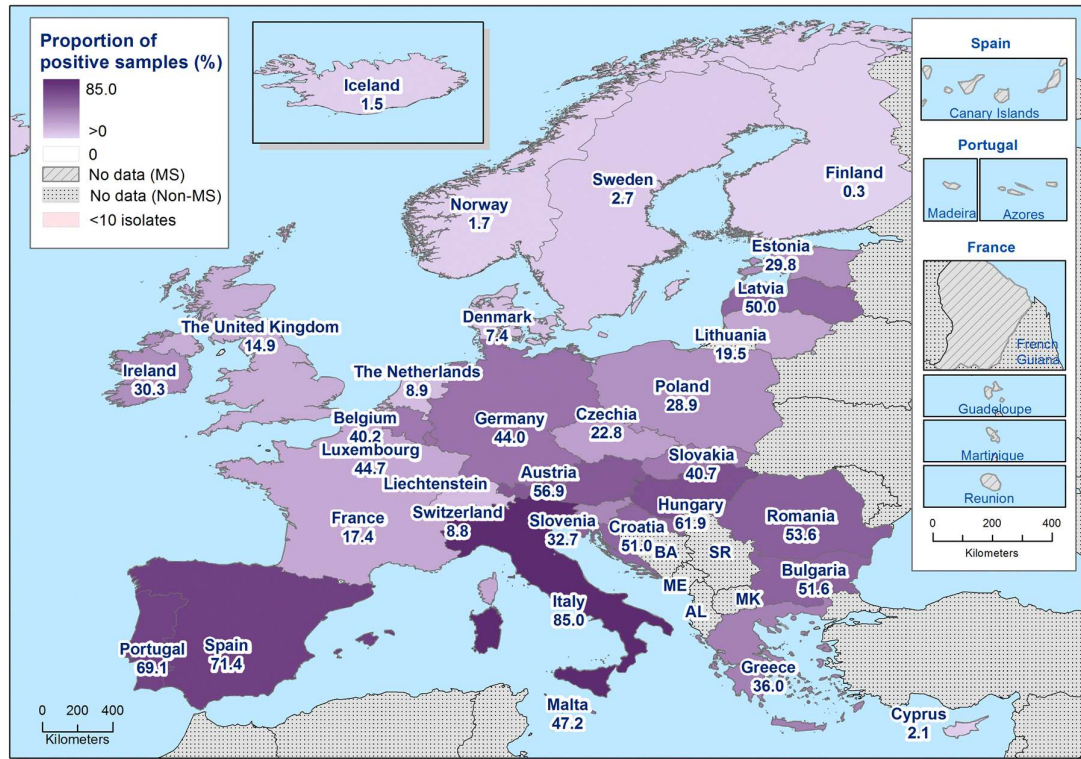 Proportion of
positive samples (%)
85.0
>0
0
No data (MS)
No data (Non-MS)
<10 isolates
Iceland
1.5
Norway
1.7
Sweden
2.7
Finland
0.3
Estonia
29.8
Latvia
50.0
Lithuania
19.5
Denmark
7.4
The United Kingdom
14.9
Ireland
30.3
The Netherlands
8.9
Belgium
40.2
Luxembourg
44.7
Germany
44.0
Poland
28.9
Czechia
22.8
Slovakia
40.7
Austria
56.9
Liechtenstein
Switzerland
8.8
France
17.4
Slovenia
32.7
Croatia
51.0
Hungary
61.9
Romania
53.6
Bulgaria
51.6
BA
SR
ME
MK
AL
Italy
85.0
Portugal
69.1
Spain
71.4
Malta
47.2
Greece
36.0
Cyprus
2.1
0 200 400
Kilometers
Spain
Canary Islands
Portugal
Madeira
Azores
France
French
Guiana
Guadeloupe
Martinique
Reunion
0 200 400
Kilometers